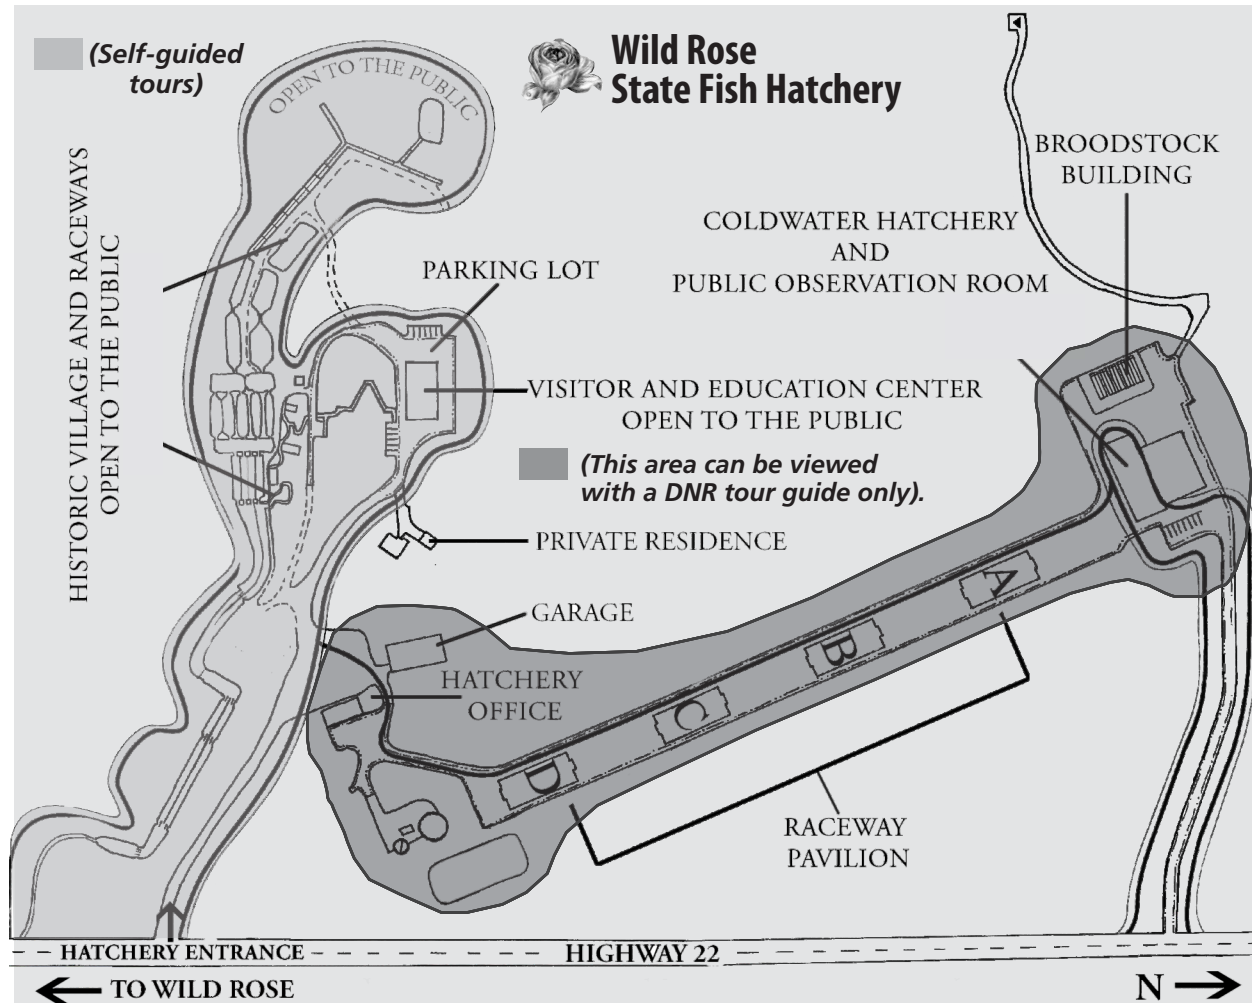 (Self-guided
tours)
OPEN TO THE PUBLIC
Wild Rose
State Fish Hatchery
BROODSTOCK
BUILDING
COLDWATER HATCHERY
AND
PUBLIC OBSERVATION ROOM
HISTORIC VILLAGE AND RACEWAYS
OPEN TO THE PUBLIC
PARKING LOT
VISITOR AND EDUCATION CENTER
OPEN TO THE PUBLIC
(This area can be viewed
with a DNR tour guide only).
PRIVATE RESIDENCE
GARAGE
HATCHERY
OFFICE
A
B
C
D
RACEWAY
PAVILION
HATCHERY ENTRANCE
HIGHWAY 22
TO WILD ROSE
N